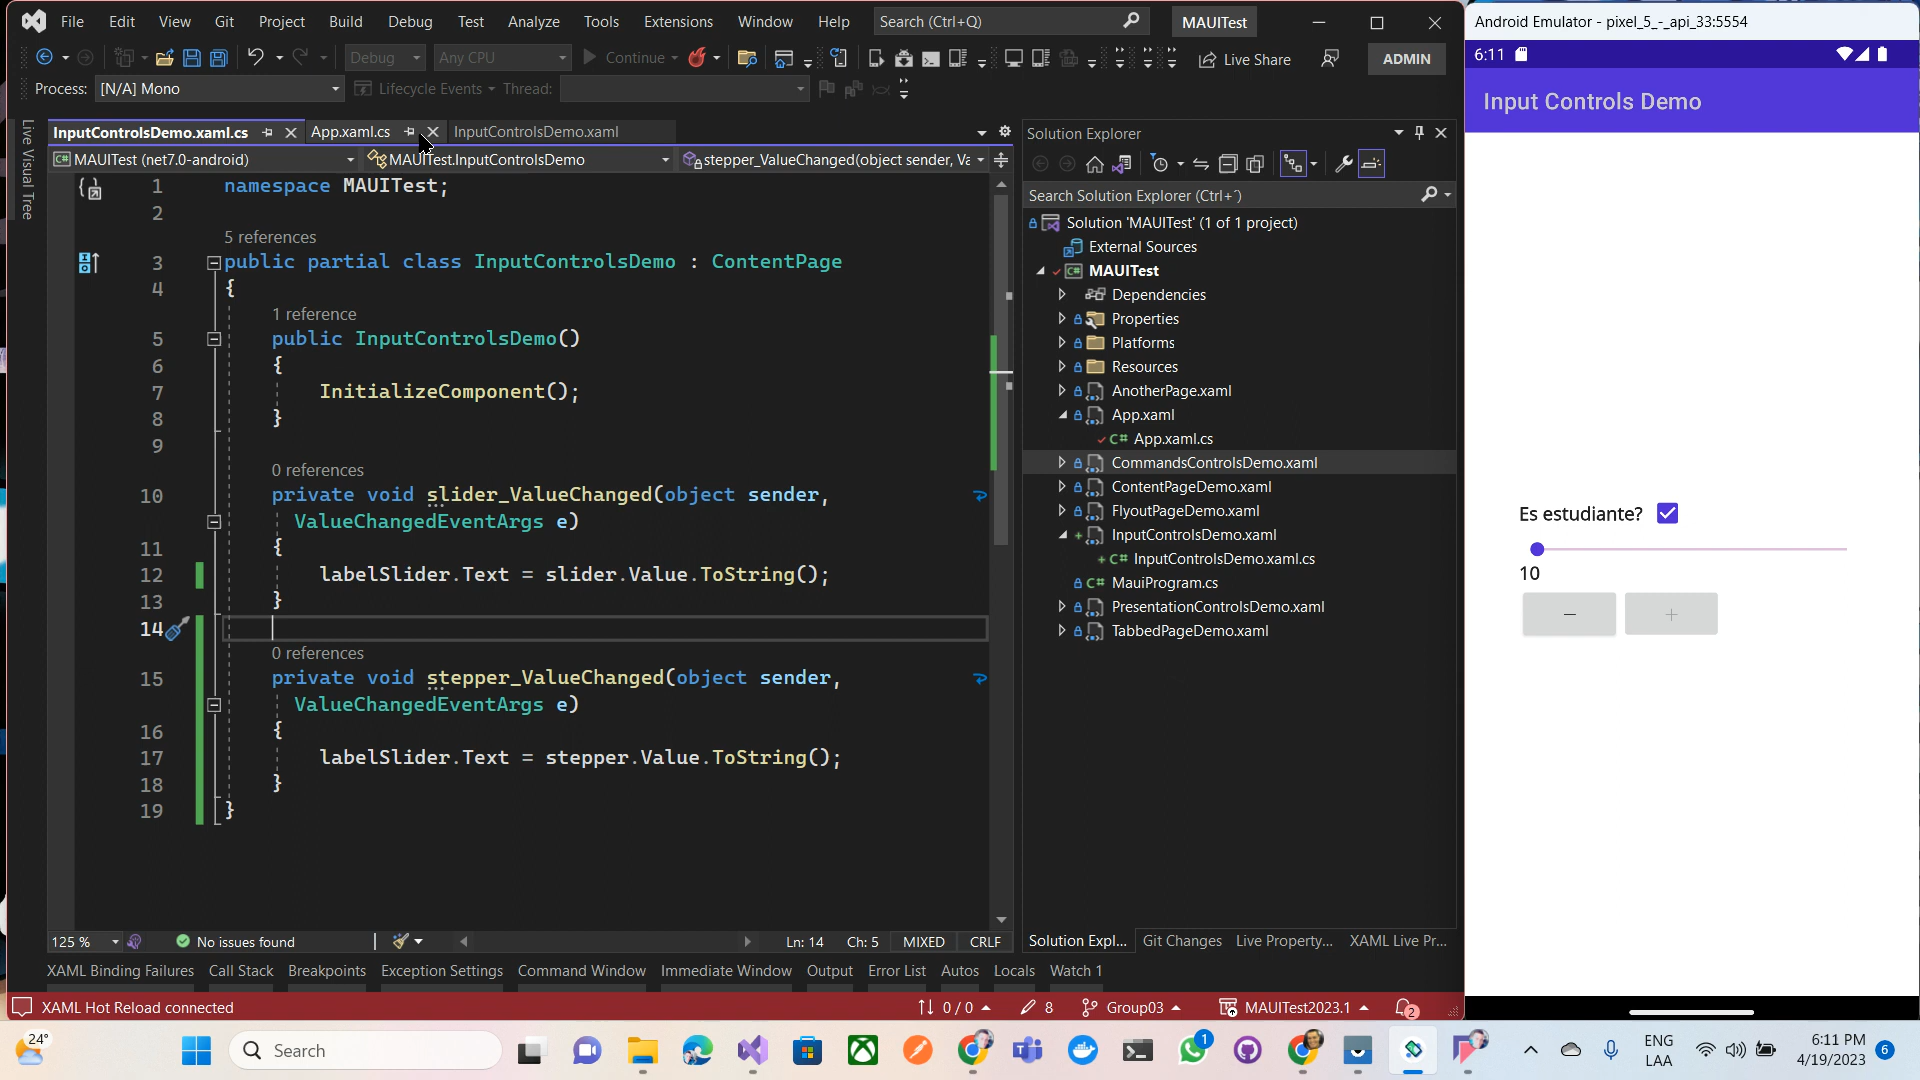 File Edit View Git Project Build Debug Test Analyze Tools Extensions Window Help Search (Ctrl+Q) MAUITest
Debug Any CPU Continue Live Share ADMIN
Process: [N/A] Mono Lifecycle Events Thread:
Live Visual Tree
InputControlsDemo.xaml.cs App.xaml.cs InputControlsDemo.xaml
MAUITest (net7.0-android) MAUITest.InputControlsDemo stepper_ValueChanged(object sender, Va
1 namespace MAUITest;
2
5 references
3 public partial class InputControlsDemo : ContentPage
4 {
1 reference
5 public InputControlsDemo()
6 {
7 InitializeComponent();
8 }
9
0 references
10 private void slider_ValueChanged(object sender,
ValueChangedEventArgs e)
11 {
12 labelSlider.Text = slider.Value.ToString();
13 }
14
0 references
15 private void stepper_ValueChanged(object sender,
ValueChangedEventArgs e)
16 {
17 labelSlider.Text = stepper.Value.ToString();
18 }
19 }
125 % No issues found Ln: 14 Ch: 5 MIXED CRLF
Solution Explorer
Search Solution Explorer (Ctrl+´)
Solution 'MAUITest' (1 of 1 project)
External Sources
C# MAUITest
Dependencies
Properties
Platforms
Resources
AnotherPage.xaml
App.xaml
C# App.xaml.cs
CommandsControlsDemo.xaml
ContentPageDemo.xaml
FlyoutPageDemo.xaml
InputControlsDemo.xaml
C# InputControlsDemo.xaml.cs
C# MauiProgram.cs
PresentationControlsDemo.xaml
TabbedPageDemo.xaml
Solution Expl... Git Changes Live Property... XAML Live Pr...
XAML Binding Failures Call Stack Breakpoints Exception Settings Command Window Immediate Window Output Error List Autos Locals Watch 1
XAML Hot Reload connected 0 / 0 8 Group03 MAUITest2023.1 2
Android Emulator - pixel_5_-_api_33:5554
6:11
Input Controls Demo
Es estudiante?
10
− +
24° Search 1 ENG
LAA
6:11 PM
4/19/2023 6